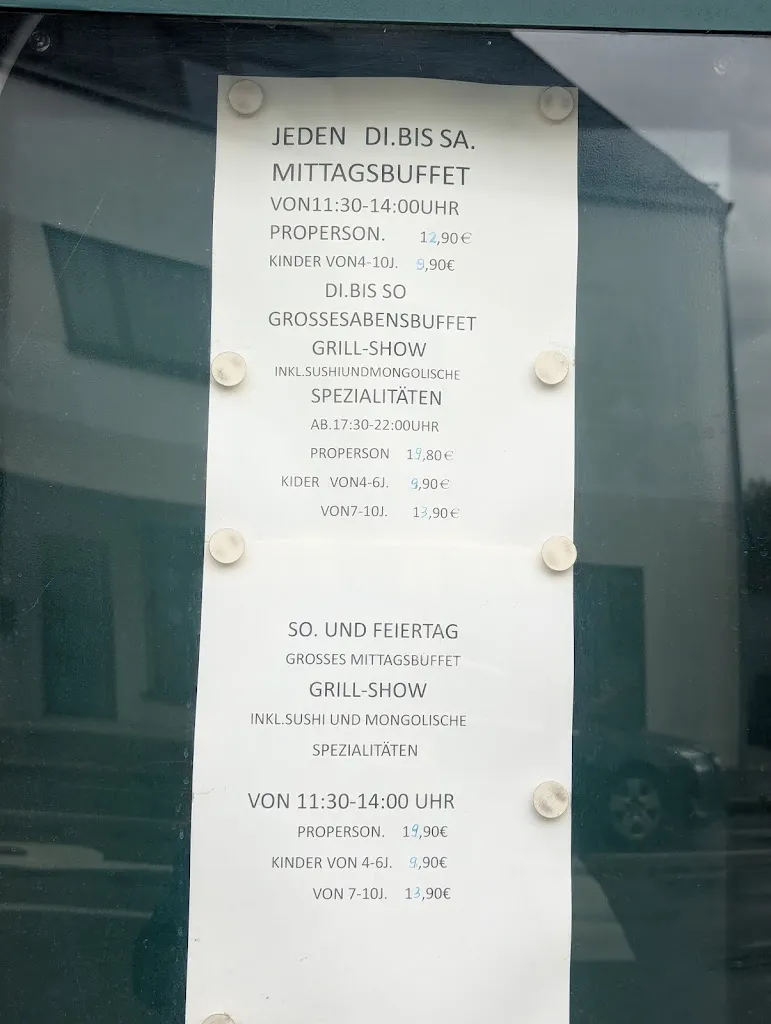 JEDEN DI.BIS SA.
MITTAGSBUFFET
VON11:30-14:00UHR
PROPERSON. 12,90€
KINDER VON4-10J. 9,90€
DI.BIS SO
GROSSESABENSBUFFET
GRILL-SHOW
INKL.SUSHIUNDMONGOLISCHE
SPEZIALITÄTEN
AB.17:30-22:00UHR
PROPERSON 19,80€
KIDER VON4-6J. 9,90€
VON7-10J. 13,90€
SO. UND FEIERTAG
GROSSES MITTAGSBUFFET
GRILL-SHOW
INKL.SUSHI UND MONGOLISCHE
SPEZIALITÄTEN
VON 11:30-14:00 UHR
PROPERSON. 19,90€
KINDER VON 4-6J. 9,90€
VON 7-10J. 13,90€